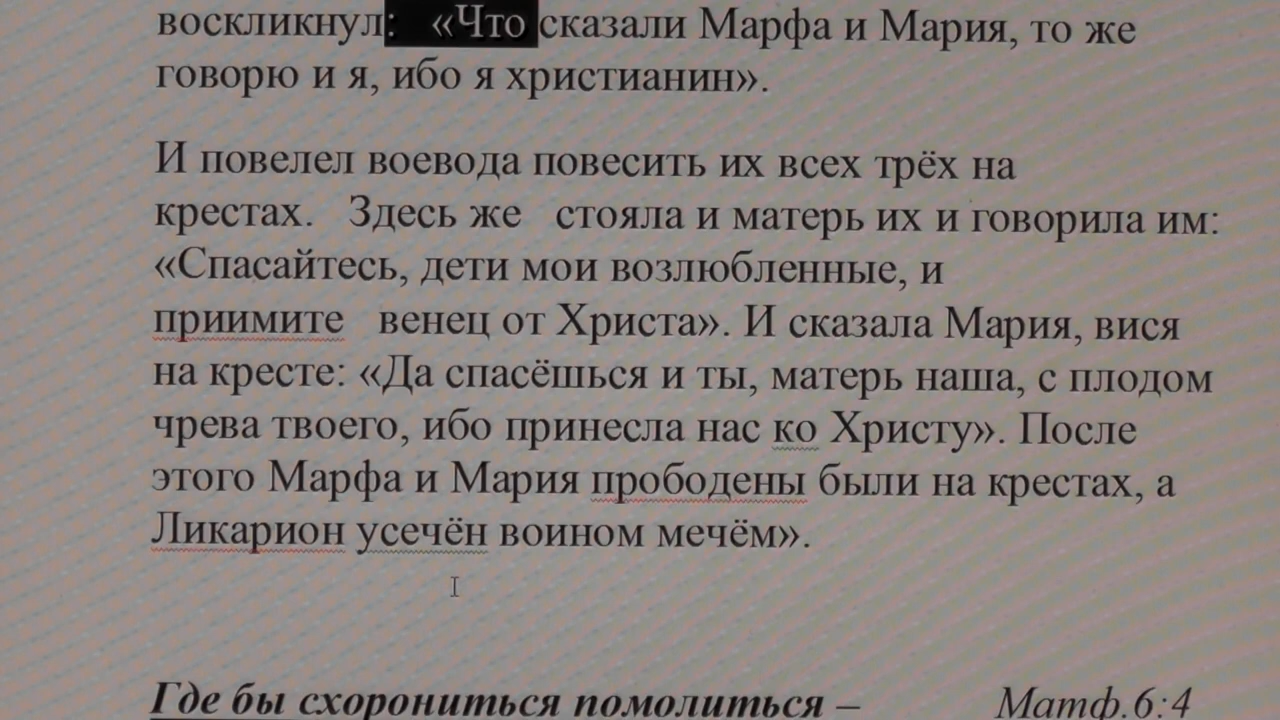 воскликнул: «Что сказали Марфа и Мария, то же
говорю и я, ибо я христианин».
И повелел воевода повесить их всех трёх на
крестах. Здесь же стояла и матерь их и говорила им:
«Спасайтесь, дети мои возлюбленные, и
приимите венец от Христа». И сказала Мария, вися
на кресте: «Да спасёшься и ты, матерь наша, с плодом
чрева твоего, ибо принесла нас ко Христу». После
этого Марфа и Мария прободены были на крестах, а
Ликарион усечён воином мечём».
Где бы схорониться помолиться – Матф.6:4